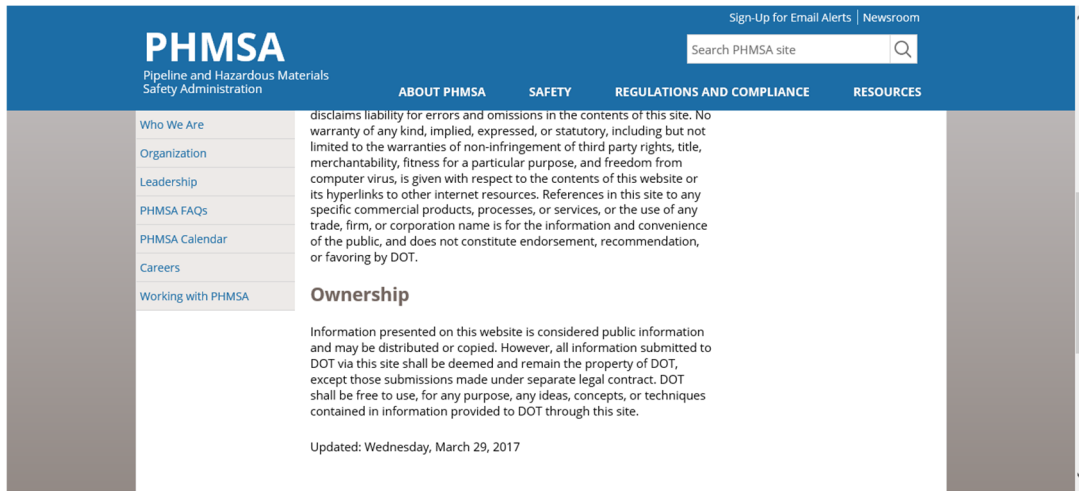 Sign-Up for Email Alerts | Newsroom
PHMSA
Pipeline and Hazardous Materials
Safety Administration
Search PHMSA site
ABOUT PHMSA SAFETY REGULATIONS AND COMPLIANCE RESOURCES
Who We Are
Organization
Leadership
PHMSA FAQs
PHMSA Calendar
Careers
Working with PHMSA
disclaims liability for errors and omissions in the contents of this site. No
warranty of any kind, implied, expressed, or statutory, including but not
limited to the warranties of non-infringement of third party rights, title,
merchantability, fitness for a particular purpose, and freedom from
computer virus, is given with respect to the contents of this website or
its hyperlinks to other internet resources. References in this site to any
specific commercial products, processes, or services, or the use of any
trade, firm, or corporation name is for the information and convenience
of the public, and does not constitute endorsement, recommendation,
or favoring by DOT.
Ownership
Information presented on this website is considered public information
and may be distributed or copied. However, all information submitted to
DOT via this site shall be deemed and remain the property of DOT,
except those submissions made under separate legal contract. DOT
shall be free to use, for any purpose, any ideas, concepts, or techniques
contained in information provided to DOT through this site.
Updated: Wednesday, March 29, 2017